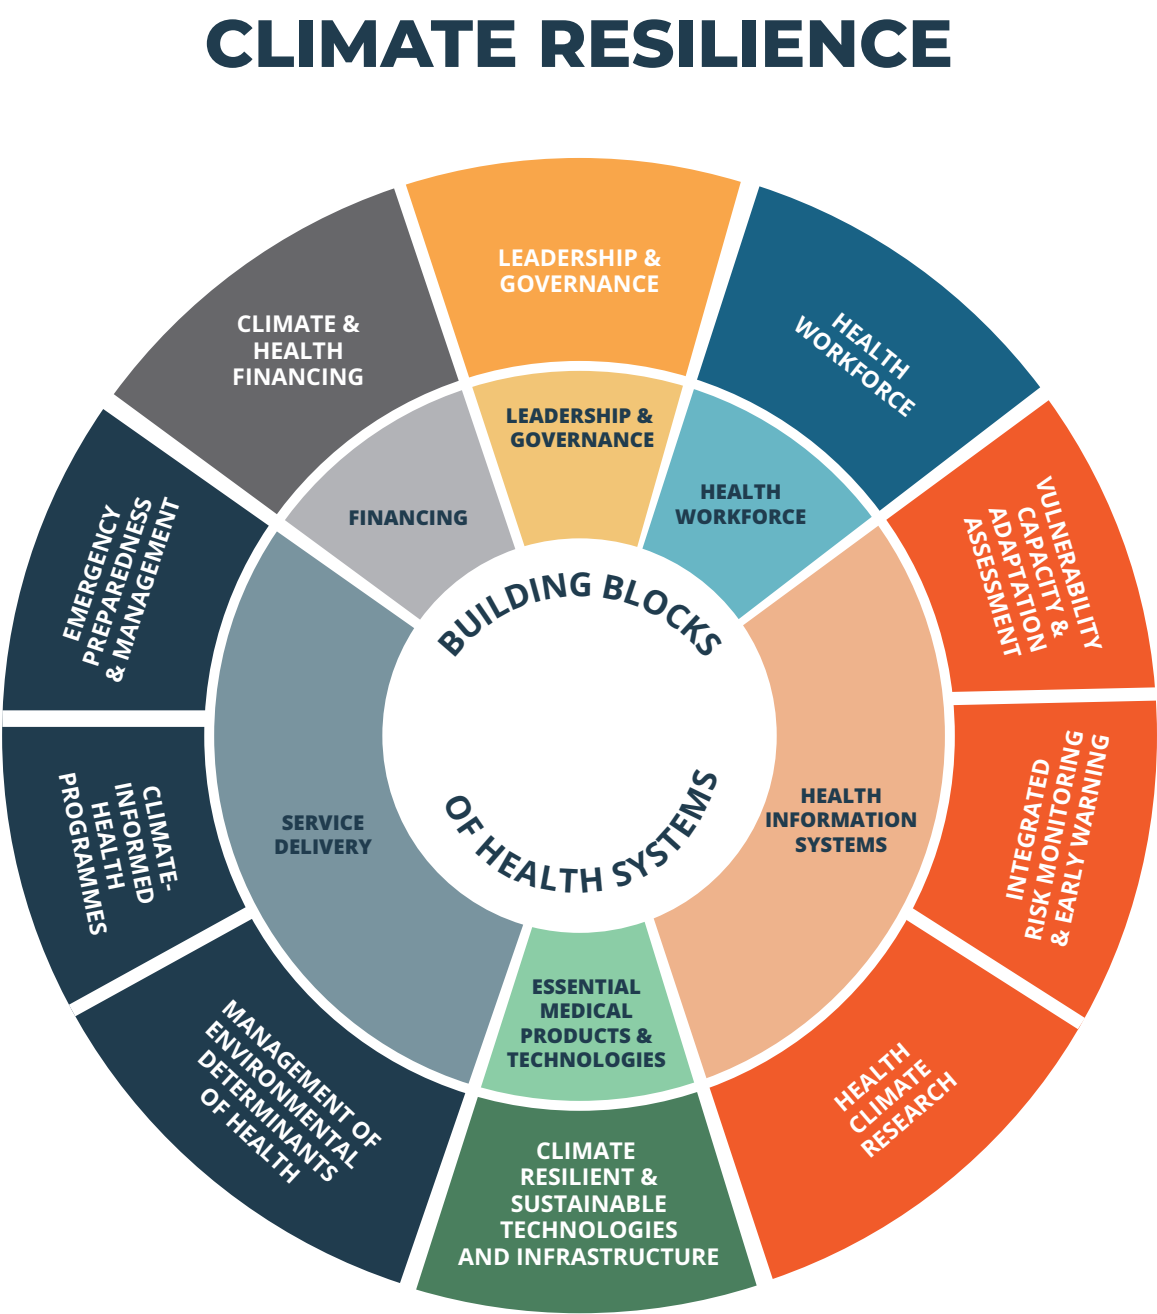 CLIMATE RESILIENCE
LEADERSHIP &
GOVERNANCE
HEALTH
WORKFORCE
VULNERABILITY
CAPACITY &
ADAPTATION
ASSESSMENT
INTEGRATED
RISK MONITORING
& EARLY WARNING
HEALTH
CLIMATE
RESEARCH
CLIMATE
RESILIENT &
SUSTAINABLE
TECHNOLOGIES
AND INFRASTRUCTURE
MANAGEMENT OF
ENVIRONMENTAL
DETERMINANTS
OF HEALTH
CLIMATE-
INFORMED
HEALTH
PROGRAMMES
EMERGENCY
PREPAREDNESS
& MANAGEMENT
CLIMATE &
HEALTH
FINANCING
LEADERSHIP &
GOVERNANCE
HEALTH
WORKFORCE
HEALTH
INFORMATION
SYSTEMS
ESSENTIAL
MEDICAL
PRODUCTS &
TECHNOLOGIES
SERVICE
DELIVERY
FINANCING
BUILDING BLOCKS
OF HEALTH SYSTEMS